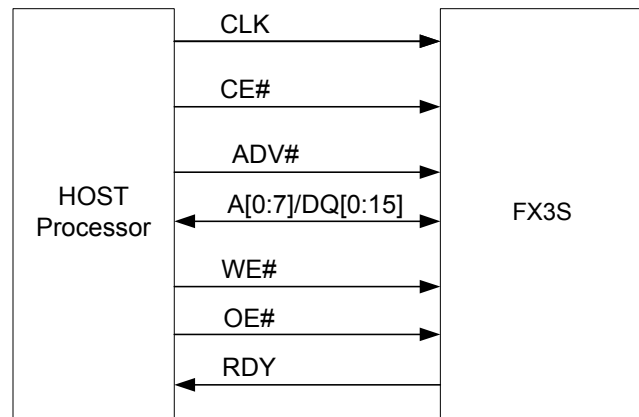 CLK
CE#
ADV#
HOST
Processor
A[0:7]/DQ[0:15]
FX3S
WE#
OE#
RDY